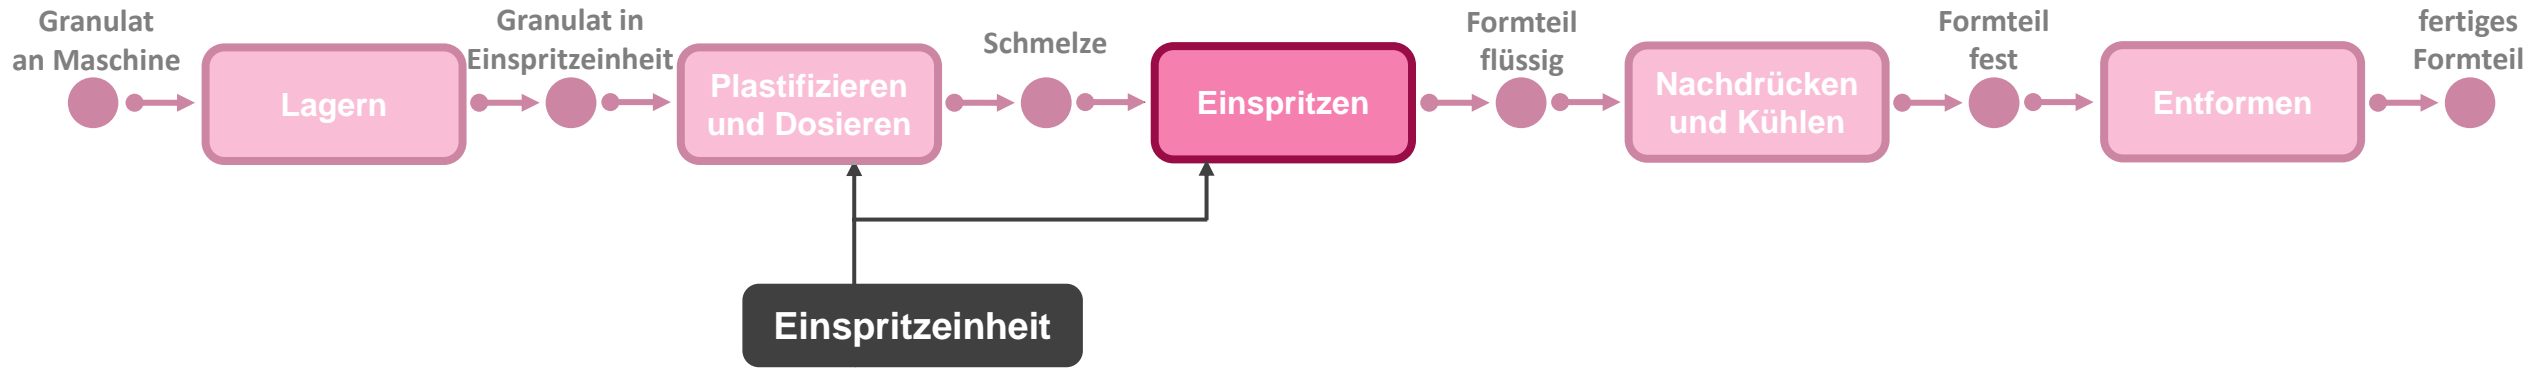 Granulat
an Maschine
Lagern
Granulat in
Einspritzeinheit
Plastifizieren
und Dosieren
Schmelze
Einspritzen
Formteil
flüssig
Nachdrücken
und Kühlen
Formteil
fest
Entformen
fertiges
Formteil
Einspritzeinheit